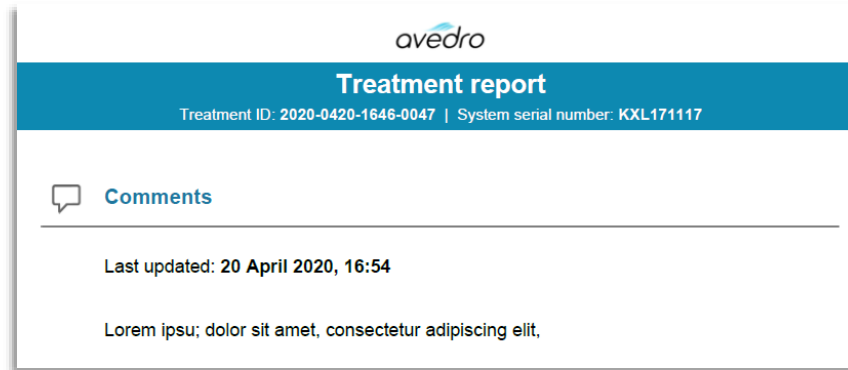 avedro
Treatment report
Treatment ID: 2020-0420-1646-0047 | System serial number: KXL171117
Comments
Last updated: 20 April 2020, 16:54
Lorem ipsu; dolor sit amet, consectetur adipiscing elit,